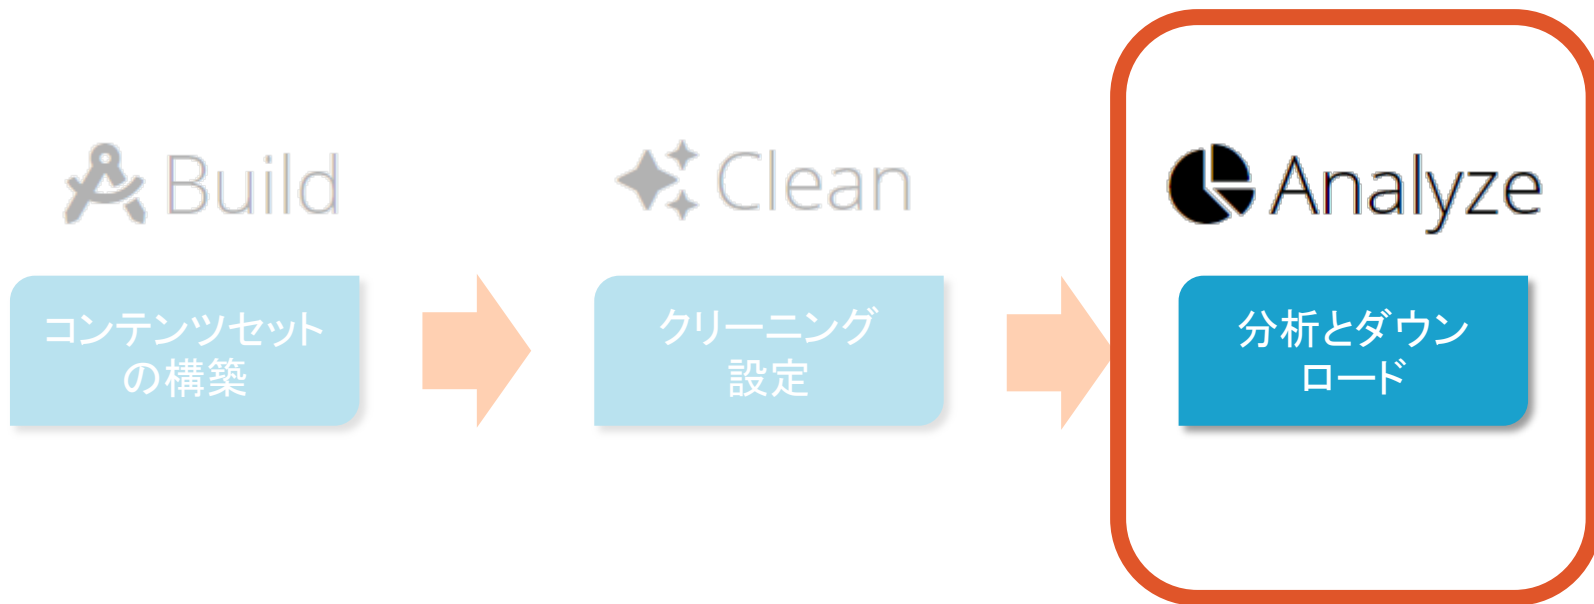 Build
コンテンツセット
の構築
Clean
クリーニング
設定
Analyze
分析とダウン
ロード